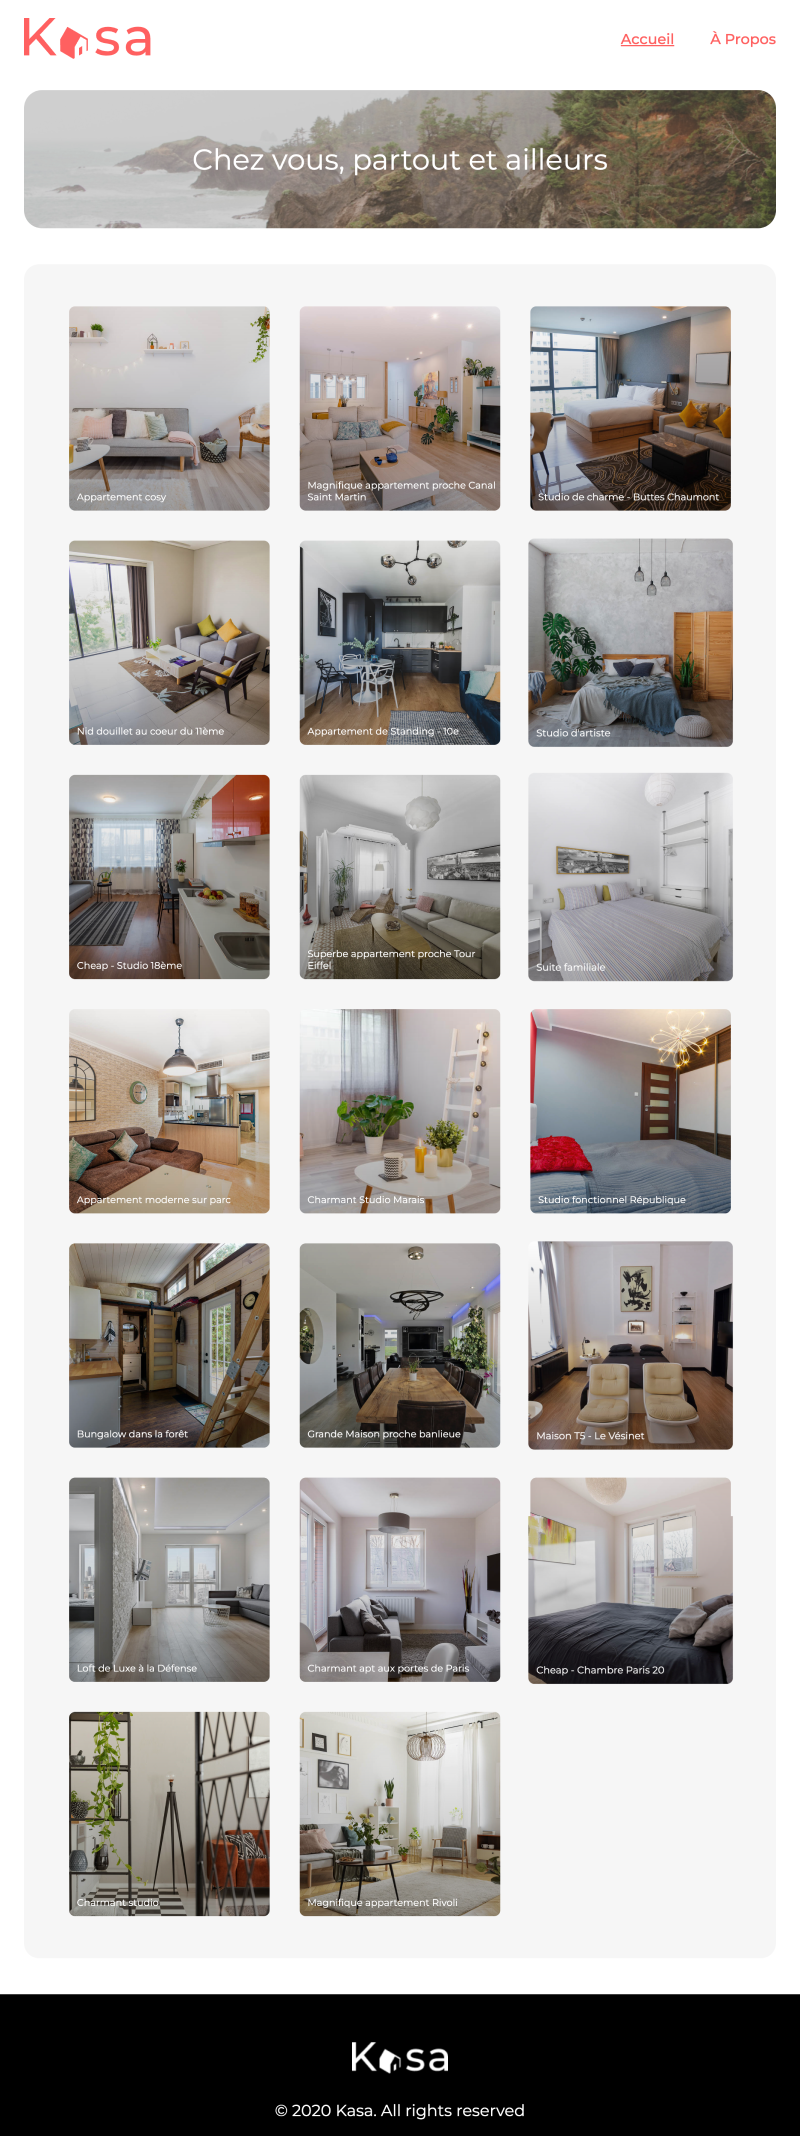 Kasa
Accueil
À Propos
Chez vous, partout et ailleurs
Appartement cosy
Magnifique appartement proche Canal
Saint Martin
Studio de charme - Buttes Chaumont
Nid douillet au coeur du 11ème
Appartement de Standing - 10e
Studio d'artiste
Cheap - Studio 18ème
Superbe appartement proche Tour
Eiffel
Suite familiale
Appartement moderne sur parc
Charmant Studio Marais
Studio fonctionnel République
Bungalow dans la forêt
Grande Maison proche banlieue
Maison T5 - Le Vésinet
Loft de Luxe à la Défense
Charmant apt aux portes de Paris
Cheap - Chambre Paris 20
Charmant studio
Magnifique appartement Rivoli
Kasa
© 2020 Kasa. All rights reserved